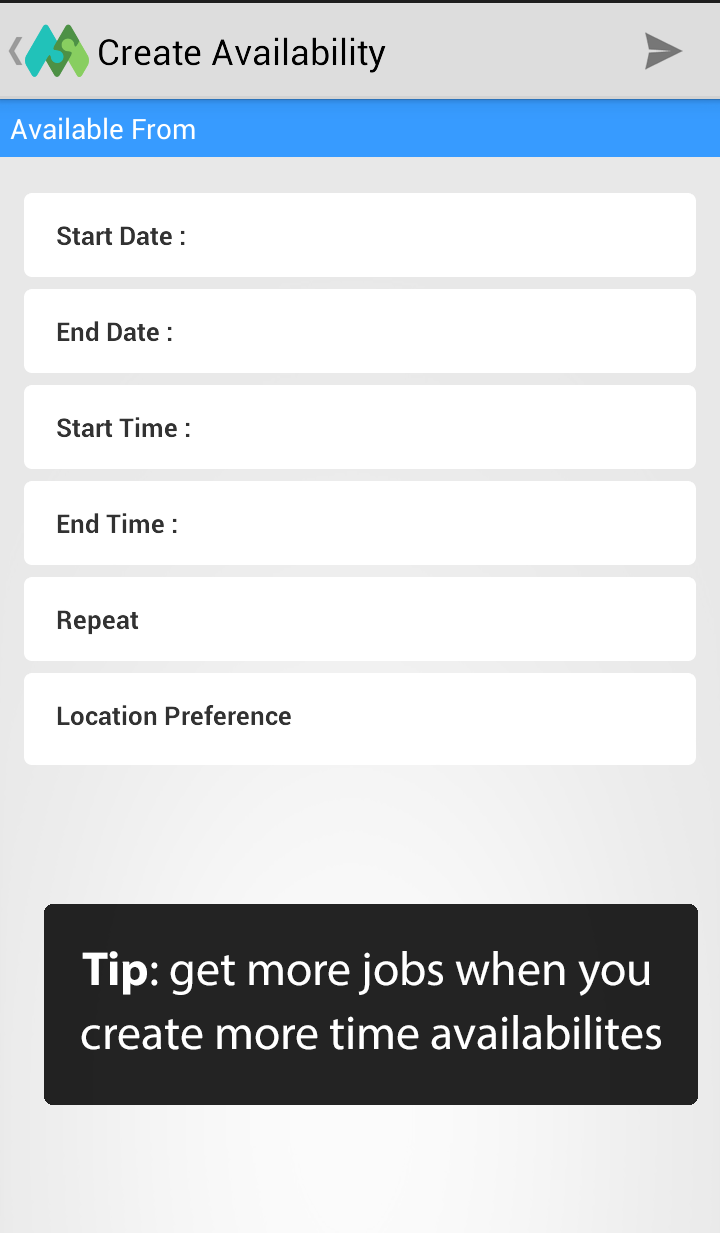 Create Availability
Available From
Start Date :
End Date :
Start Time :
End Time :
Repeat
Location Preference
Tip: get more jobs when you
create more time availabilites